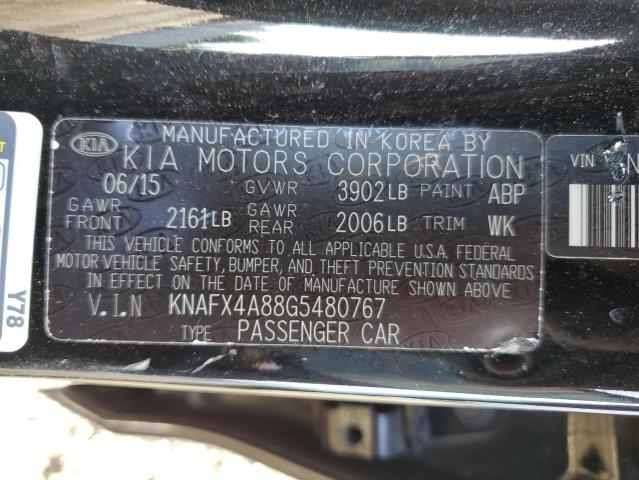 KIA
MANUFACTURED IN KOREA BY
KIA MOTORS CORPORATION
06/15 GVWR 3902LB PAINT ABP
GAWR FRONT 2161LB GAWR REAR 2006LB TRIM WK
THIS VEHICLE CONFORMS TO ALL APPLICABLE U.S.A. FEDERAL
MOTOR VEHICLE SAFETY, BUMPER, AND THEFT PREVENTION STANDARDS
IN EFFECT ON THE DATE OF MANUFACTURE SHOWN ABOVE.
V.I.N KNAFX4A88G5480767
TYPE PASSENGER CAR
VIN
Y78